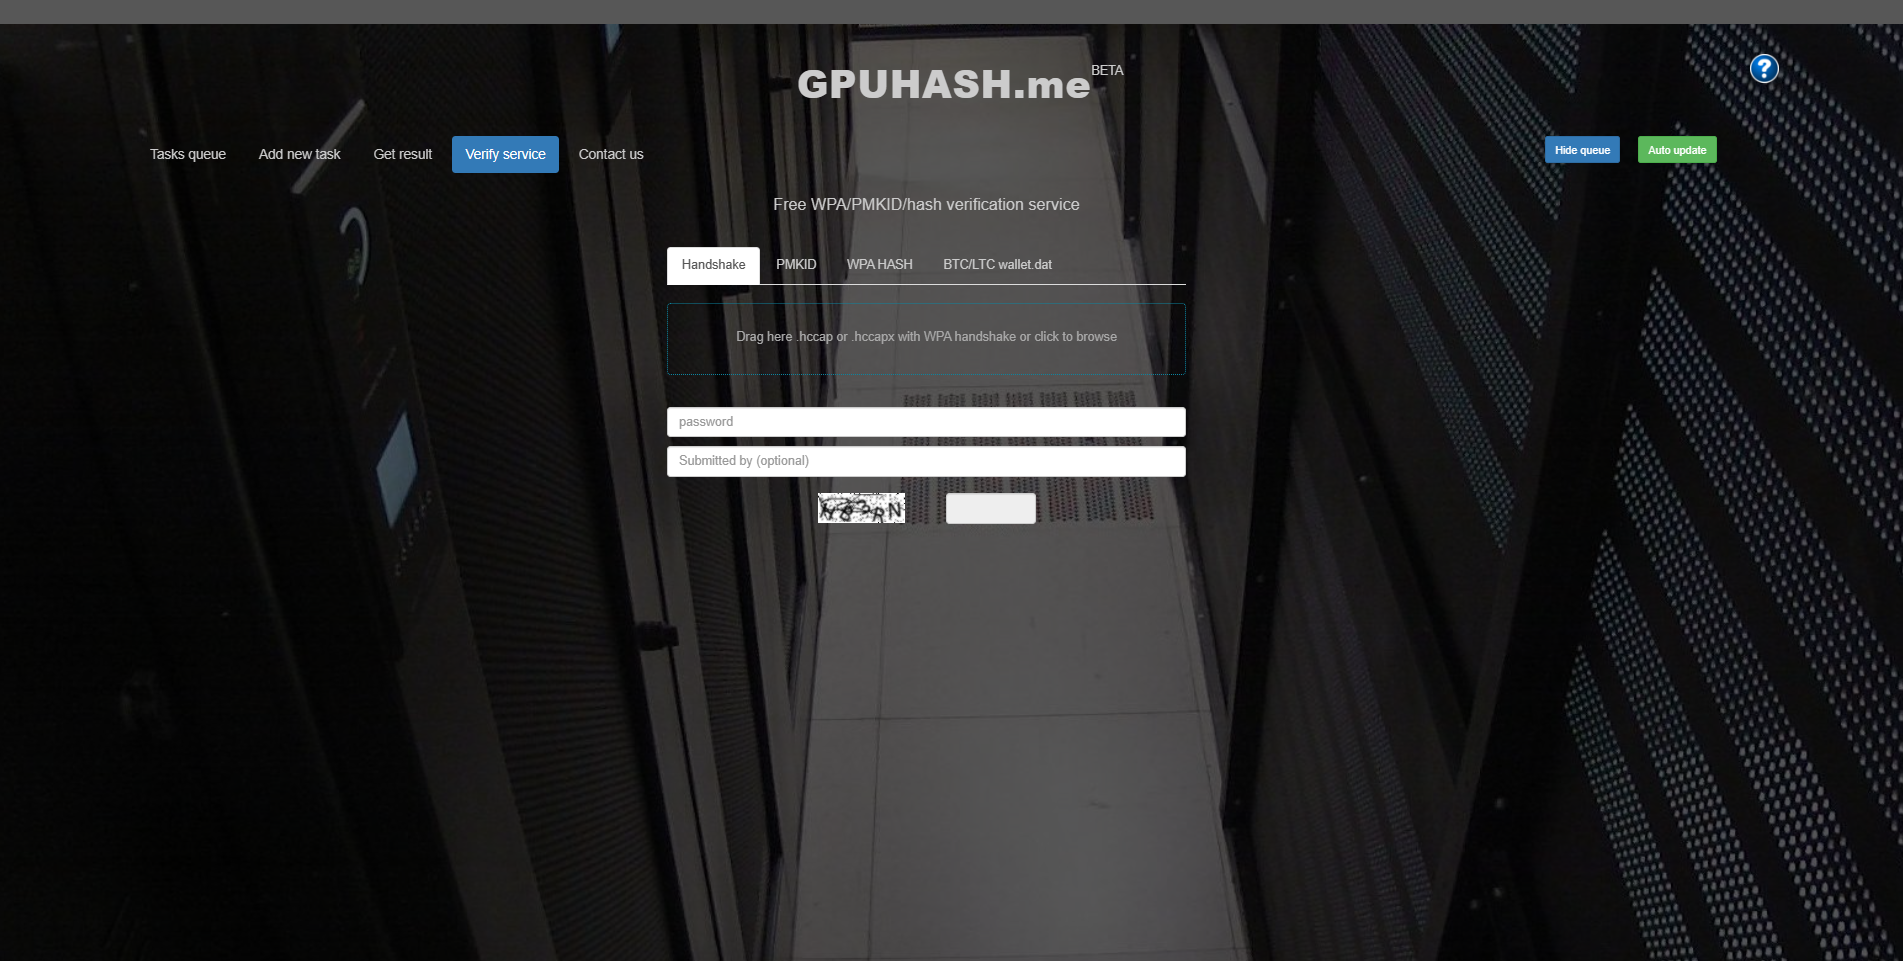 GPUHASH.me BETA
Tasks queue Add new task Get result Verify service Contact us Hide queue Auto update
Free WPA/PMKID/hash verification service
Handshake PMKID WPA HASH BTC/LTC wallet.dat
Drag here .hccap or .hccapx with WPA handshake or click to browse
password
Submitted by (optional)